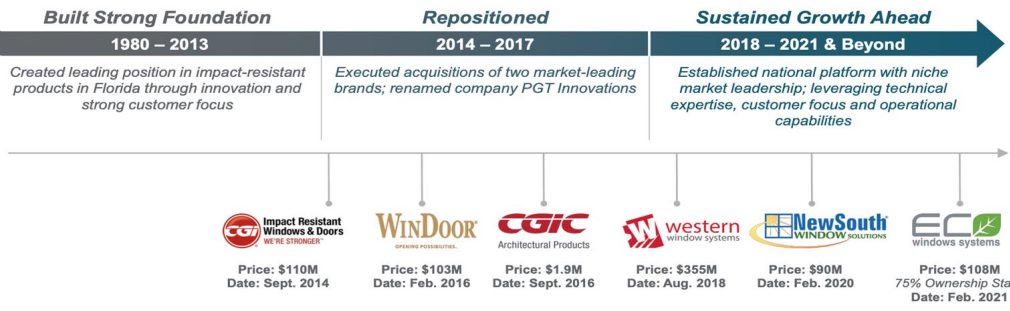 Built Strong Foundation
Repositioned
Sustained Growth Ahead
1980 – 2013
2014 – 2017
2018 – 2021 & Beyond
Created leading position in impact-resistant
products in Florida through innovation and
strong customer focus
Executed acquisitions of two market-leading
brands; renamed company PGT Innovations
Established national platform with niche
market leadership; leveraging technical
expertise, customer focus and operational
capabilities
CGI
Impact Resistant
Windows & Doors
WE'RE STRONGER™
Price: $110M
Date: Sept. 2014
WINDOOR®
OPENING POSSIBILITIES.
Price: $103M
Date: Feb. 2016
CGIC
Architectural Products
Price: $1.9M
Date: Sept. 2016
western
window systems
Price: $355M
Date: Aug. 2018
NewSouth
WINDOW SOLUTIONS
Price: $90M
Date: Feb. 2020
ECO
windows systems
Price: $108M
75% Ownership Sta
Date: Feb. 2021